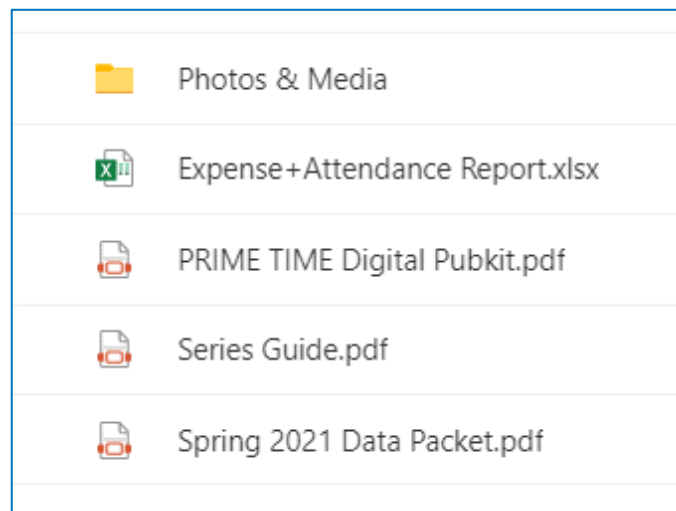 Photos & Media
Expense+Attendance Report.xlsx
PRIME TIME Digital Pubkit.pdf
Series Guide.pdf
Spring 2021 Data Packet.pdf